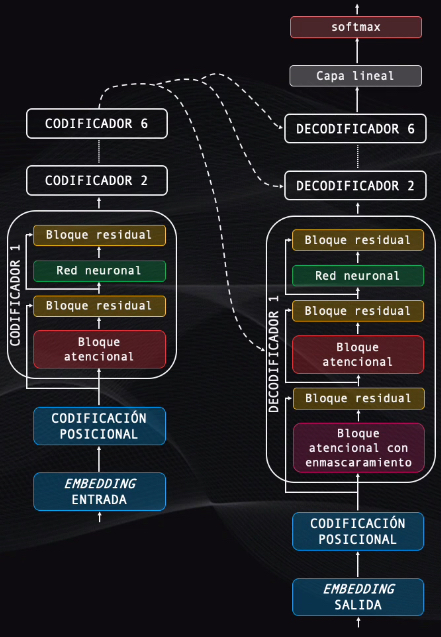 softmax
Capa lineal
CODIFICADOR 6
DECODIFICADOR 6
CODIFICADOR 2
DECODIFICADOR 2
CODIFICADOR 1
Bloque residual
Red neuronal
Bloque residual
Bloque
atencional
CODIFICACIÓN
POSICIONAL
EMBEDDING
ENTRADA
DECODIFICADOR 1
Bloque residual
Red neuronal
Bloque residual
Bloque
atencional
Bloque residual
Bloque
atencional con
enmascaramiento
CODIFICACIÓN
POSICIONAL
EMBEDDING
SALIDA